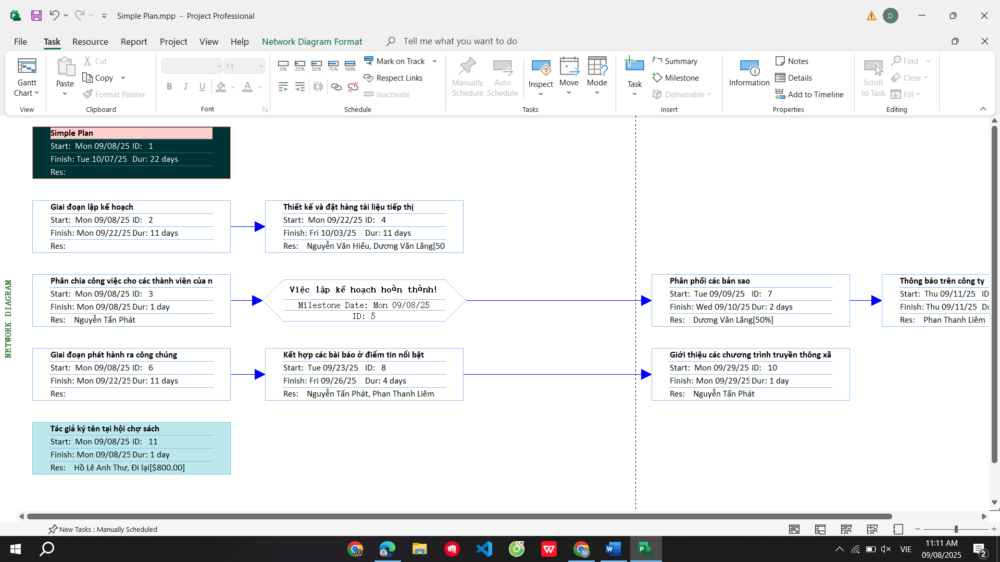 Simple Plan.mpp - Project Professional
D
File Task Resource Report Project View Help Network Diagram Format Tell me what you want to do
Gantt Chart
View
Paste
Cut
Copy
Format Painter
Clipboard
11
B I U A
Font
0% 25% 50% 75% 100%
Mark on Track
Respect Links
Inactivate
Schedule
Manually Schedule
Auto Schedule
Inspect
Move
Mode
Tasks
Task
Summary
Milestone
Deliverable
Insert
Information
Notes
Details
Add to Timeline
Properties
Scroll to Task
Find
Clear
Fill
Editing
NETWORK DIAGRAM
Simple Plan
Start: Mon 09/08/25 ID: 1
Finish: Tue 10/07/25 Dur: 22 days
Res:
Giai đoạn lập kế hoạch
Start: Mon 09/08/25 ID: 2
Finish: Mon 09/22/25 Dur: 11 days
Res:
Thiết kế và đặt hàng tài liệu tiếp thị
Start: Mon 09/22/25 ID: 4
Finish: Fri 10/03/25 Dur: 11 days
Res: Nguyễn Văn Hiếu, Dương Văn Lăng[50
Phân chia công việc cho các thành viên của n
Start: Mon 09/08/25 ID: 3
Finish: Mon 09/08/25 Dur: 1 day
Res: Nguyễn Tấn Phát
Việc lập kế hoạch hoàn thành!
Milestone Date: Mon 09/08/25
ID: 5
Phân phối các bản sao
Start: Tue 09/09/25 ID: 7
Finish: Wed 09/10/25 Dur: 2 days
Res: Dương Văn Lăng[50%]
Thông báo trên công ty
Start: Thu 09/11/25 ID
Finish: Thu 09/11/25 Du
Res: Phan Thanh Liêm
Giai đoạn phát hành ra công chúng
Start: Mon 09/08/25 ID: 6
Finish: Mon 09/22/25 Dur: 11 days
Res:
Kết hợp các bài báo ở điểm tin nổi bật
Start: Tue 09/23/25 ID: 8
Finish: Fri 09/26/25 Dur: 4 days
Res: Nguyễn Tấn Phát, Phan Thanh Liêm
Giới thiệu các chương trình truyền thông xã
Start: Mon 09/29/25 ID: 10
Finish: Mon 09/29/25 Dur: 1 day
Res: Nguyễn Tấn Phát
Tác giả ký tên tại hội chợ sách
Start: Mon 09/08/25 ID: 11
Finish: Mon 09/08/25 Dur: 1 day
Res: Hồ Lê Anh Thư, Đi lại[$800.00]
New Tasks : Manually Scheduled
M
VIE
11:11 AM
09/08/2025
2